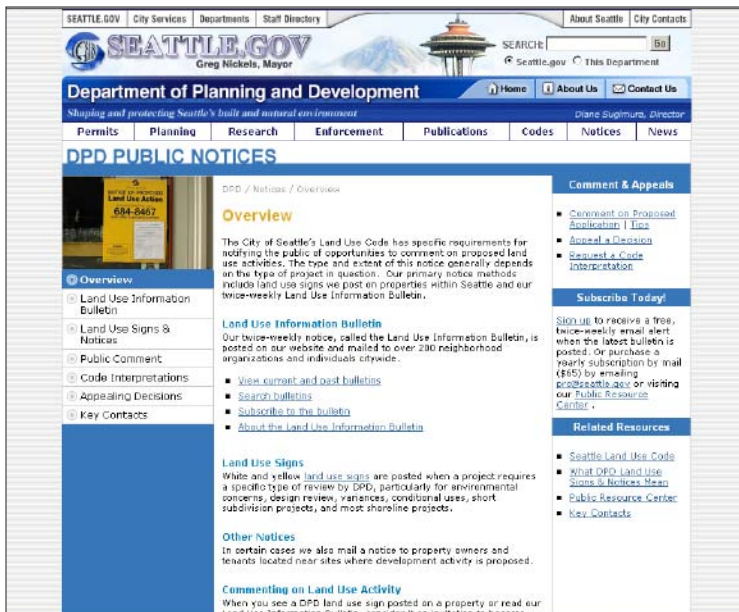 SEATTLE.GOV City Services Departments Staff Directory About Seattle City Contacts
SEATTLE.GOV
Greg Nickels, Mayor
SEARCH: Go
Seattle.gov This Department
Department of Planning and Development
Home About Us Contact Us
Shaping and protecting Seattle's built and natural environment
Diane Sugimura, Director
Permits Planning Research Enforcement Publications Codes Notices News
DPD PUBLIC NOTICES
Land Use Action
684-8467
Overview
Land Use Information
Bulletin
Land Use Signs &
Notices
Public Comment
Code Interpretations
Appealing Decisions
Key Contacts
DPD / Notices / Overview
Overview
The City of Seattle's Land Use Code has specific requirements for
notifying the public of opportunities to comment on proposed land
use activities. The type and extent of this notice generally depends
on the type of project in question. Our primary notice methods
include land use signs we post on properties within Seattle and our
twice-weekly Land Use Information Bulletin.
Land Use Information Bulletin
Our twice-weekly notice, called the Land Use Information Bulletin, is
posted on our website and mailed to over 200 neighborhood
organizations and individuals citywide.
View current and past bulletins
Search bulletins
Subscribe to the bulletin
About the Land Use Information Bulletin
Land Use Signs
White and yellow land use signs are posted when a project requires
a specific type of review by DPD, particularly for environmental
concerns, design review, variances, conditional uses, short
subdivision projects, and most shoreline projects.
Other Notices
In certain cases we also mail a notice to property owners and
tenants located near sites where development activity is proposed.
Commenting on Land Use Activity
When you see a DPD land use sign posted on a property or read our
Comment & Appeals
Comment on Proposed
Application | Tips
Appeal a Decision
Request a Code
Interpretation
Subscribe Today!
Sign up to receive a free,
twice-weekly email alert
when the latest bulletin is
posted. Or purchase a
yearly subscription by mail
($65) by emailing
prc@seattle.gov or visiting
our Public Resource
Center .
Related Resources
Seattle Land Use Code
What DPD Land Use
Signs & Notices Mean
Public Resource Center
Key Contacts